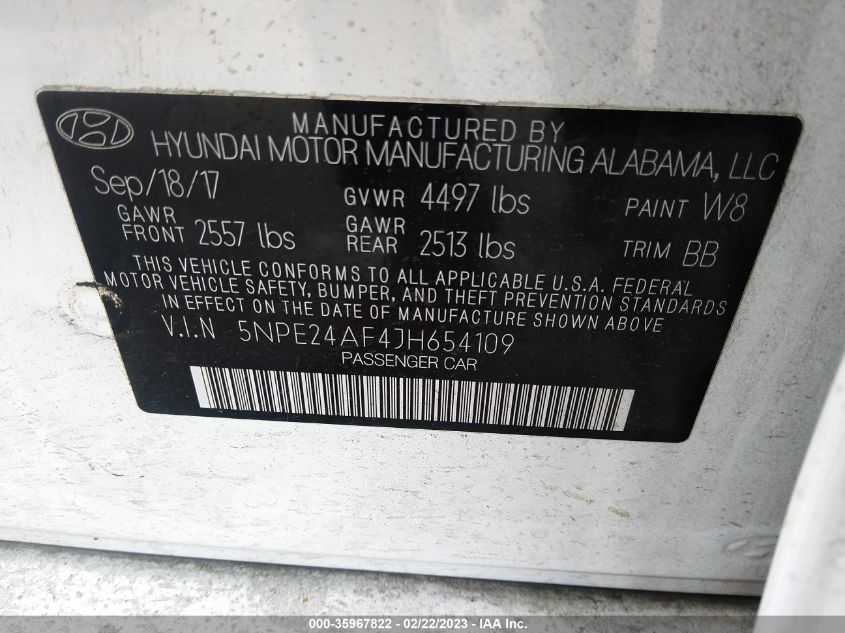 MANUFACTURED BY
HYUNDAI MOTOR MANUFACTURING ALABAMA, LLC
Sep/18/17 GVWR 4497 lbs PAINT W8
GAWR FRONT 2557 lbs GAWR REAR 2513 lbs TRIM BB
THIS VEHICLE CONFORMS TO ALL APPLICABLE U.S.A. FEDERAL
MOTOR VEHICLE SAFETY, BUMPER, AND THEFT PREVENTION STANDARDS
IN EFFECT ON THE DATE OF MANUFACTURE SHOWN ABOVE.
V.I.N 5NPE24AF4JH654109
PASSENGER CAR
000-35967822 - 02/22/2023 - IAA Inc.